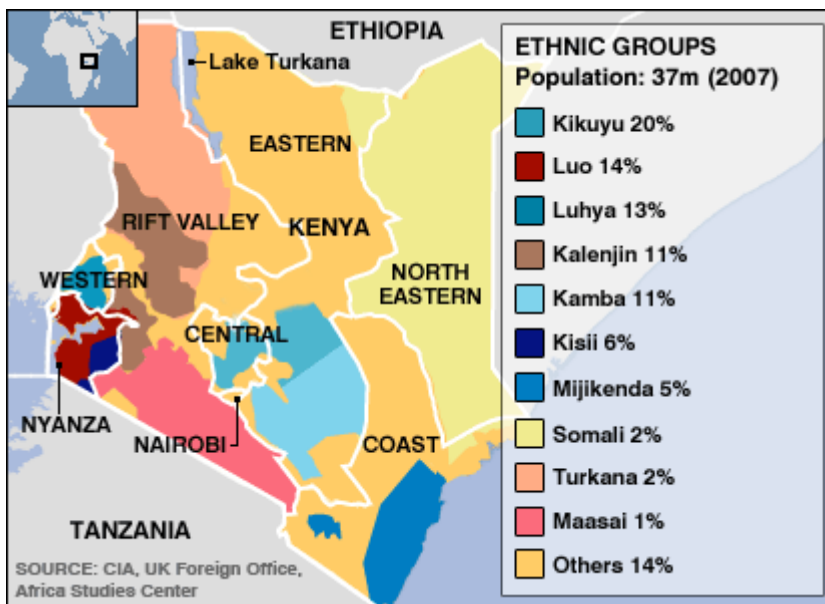 ETHIOPIA
Lake Turkana
EASTERN
RIFT VALLEY
KENYA
WESTERN
NORTH
EASTERN
CENTRAL
NYANZA
NAIROBI
COAST
TANZANIA
SOURCE: CIA, UK Foreign Office,
Africa Studies Center
ETHNIC GROUPS
Population: 37m (2007)
Kikuyu 20%
Luo 14%
Luhya 13%
Kalenjin 11%
Kamba 11%
Kisii 6%
Mijikenda 5%
Somali 2%
Turkana 2%
Maasai 1%
Others 14%